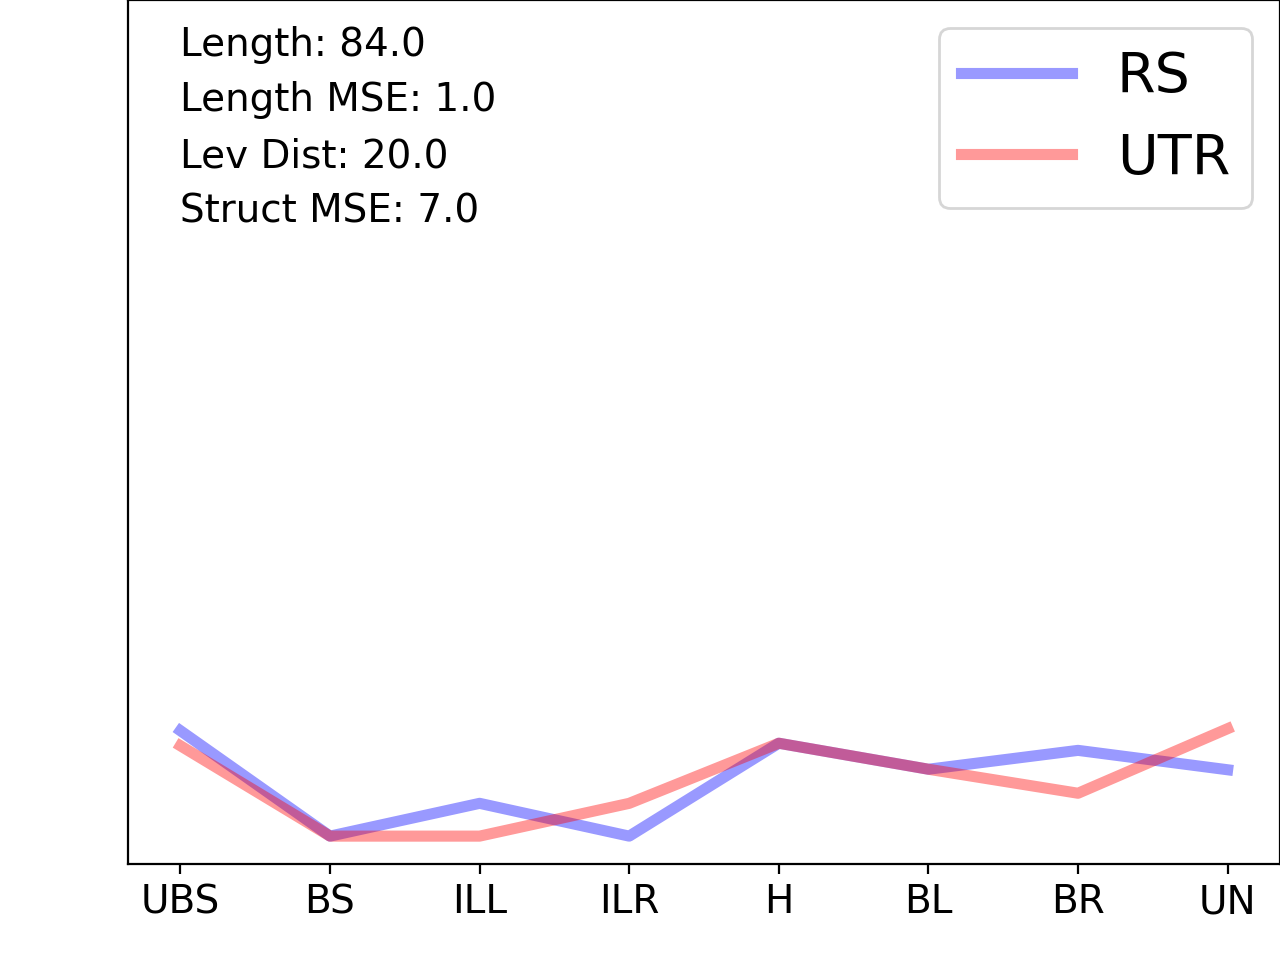 Length: 84.0
Length MSE: 1.0
Lev Dist: 20.0
Struct MSE: 7.0
RS
UTR
UBS BS ILL ILR H BL BR UN